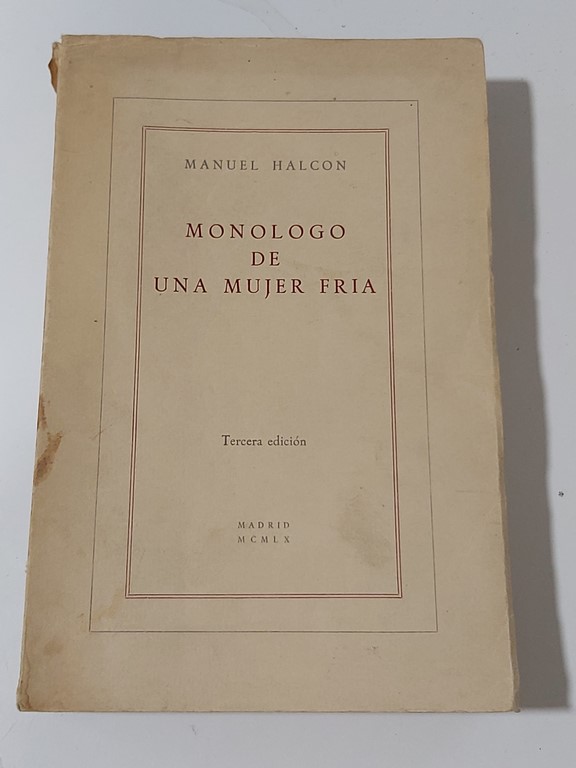 MANUEL HALCON
MONOLOGO
DE
UNA MUJER FRIA
Tercera edición
MADRID
MCMLX